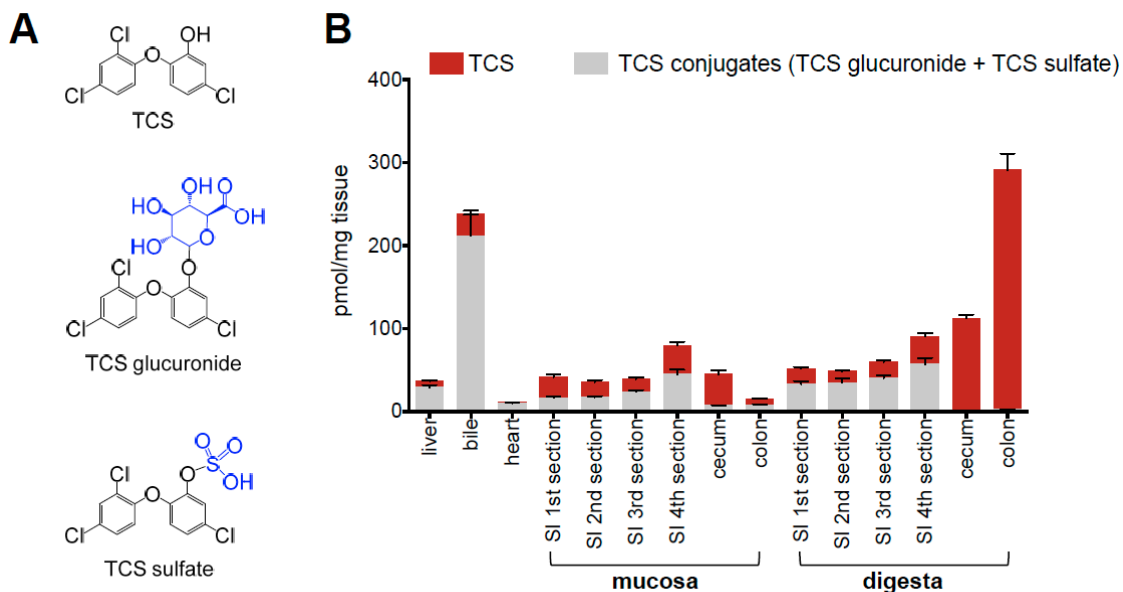 A
Cl
OH
O
Cl
Cl
TCS
OH
O
HO
OH
HO
O
O
Cl
O
Cl
Cl
TCS glucuronide
O
O
S
O
OH
Cl
O
Cl
Cl
TCS sulfate
B
TCS
TCS conjugates (TCS glucuronide + TCS sulfate)
pmol/mg tissue
400
300
200
100
0
liver
bile
heart
SI 1st section
SI 2nd section
SI 3rd section
SI 4th section
cecum
colon
SI 1st section
SI 2nd section
SI 3rd section
SI 4th section
cecum
colon
mucosa
digesta